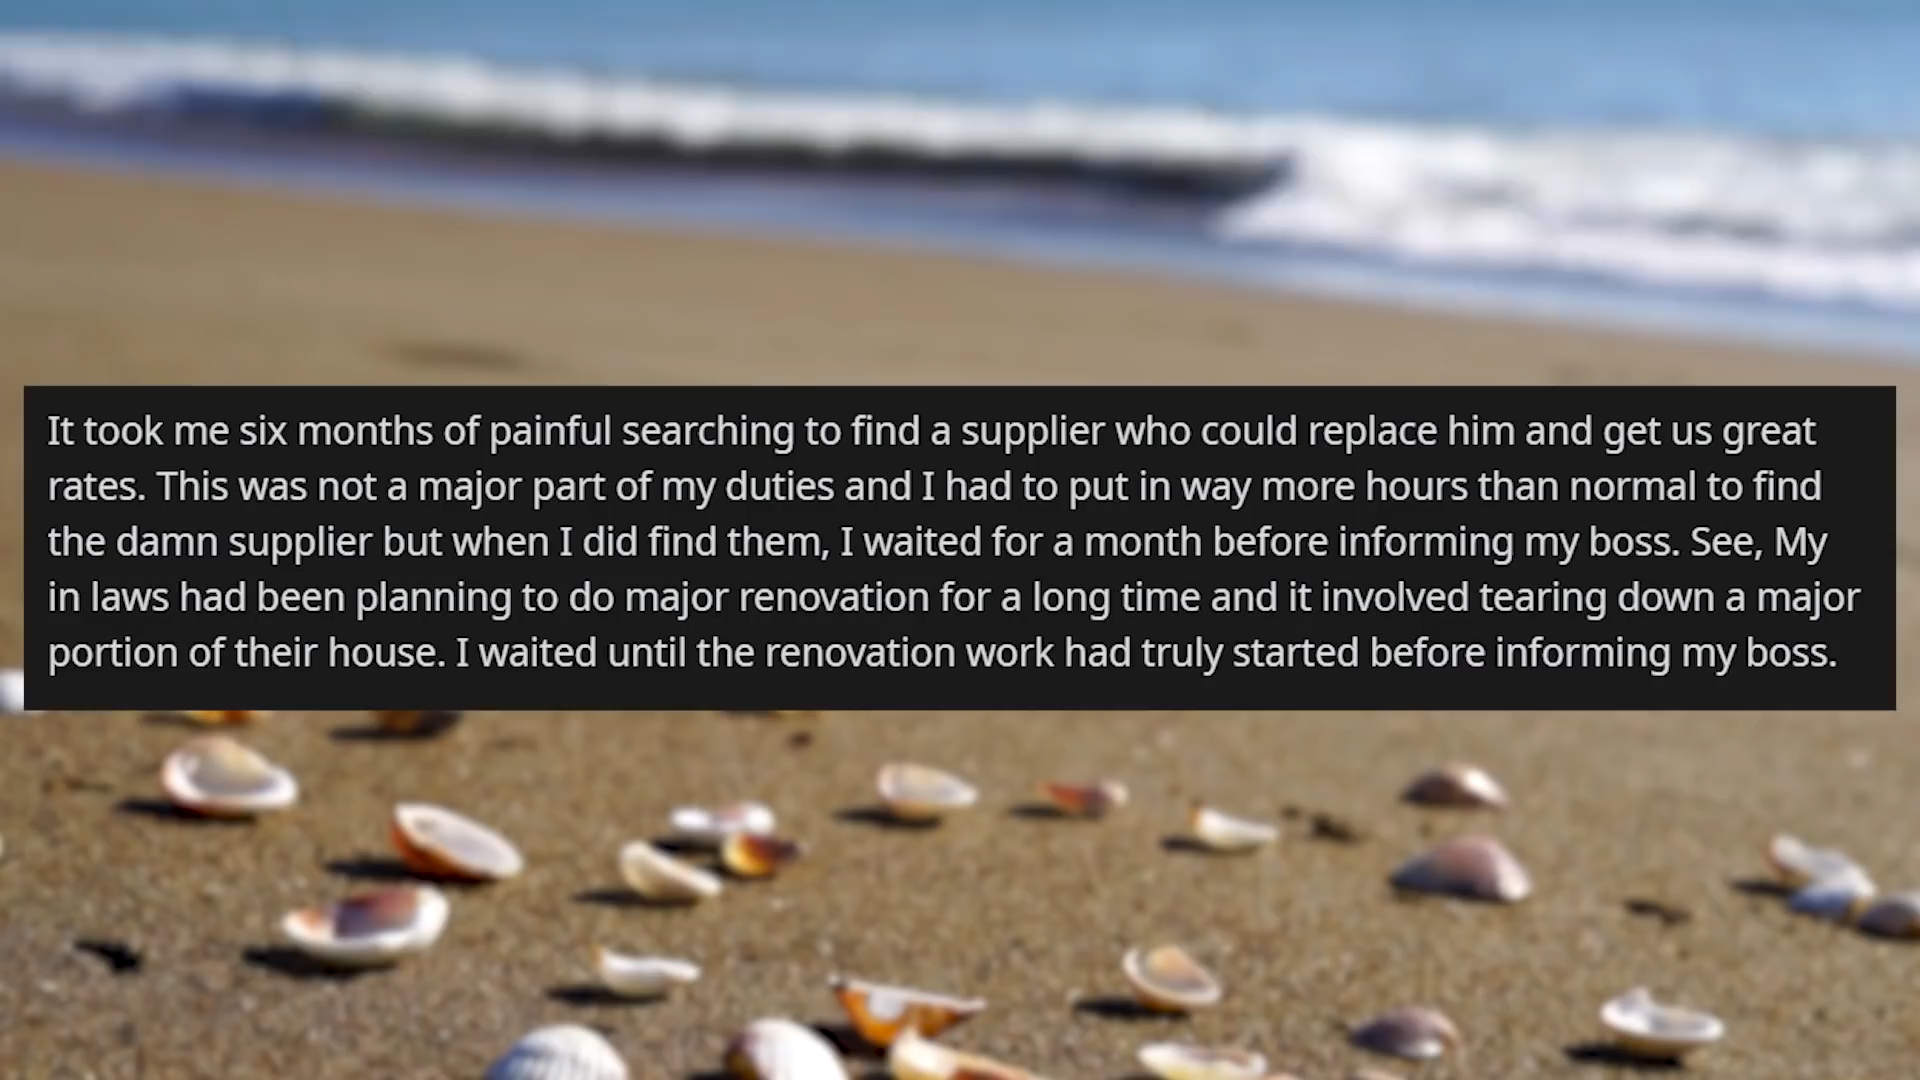 It took me six months of painful searching to find a supplier who could replace him and get us great
rates. This was not a major part of my duties and I had to put in way more hours than normal to find
the damn supplier but when I did find them, I waited for a month before informing my boss. See, My
in laws had been planning to do major renovation for a long time and it involved tearing down a major
portion of their house. I waited until the renovation work had truly started before informing my boss.